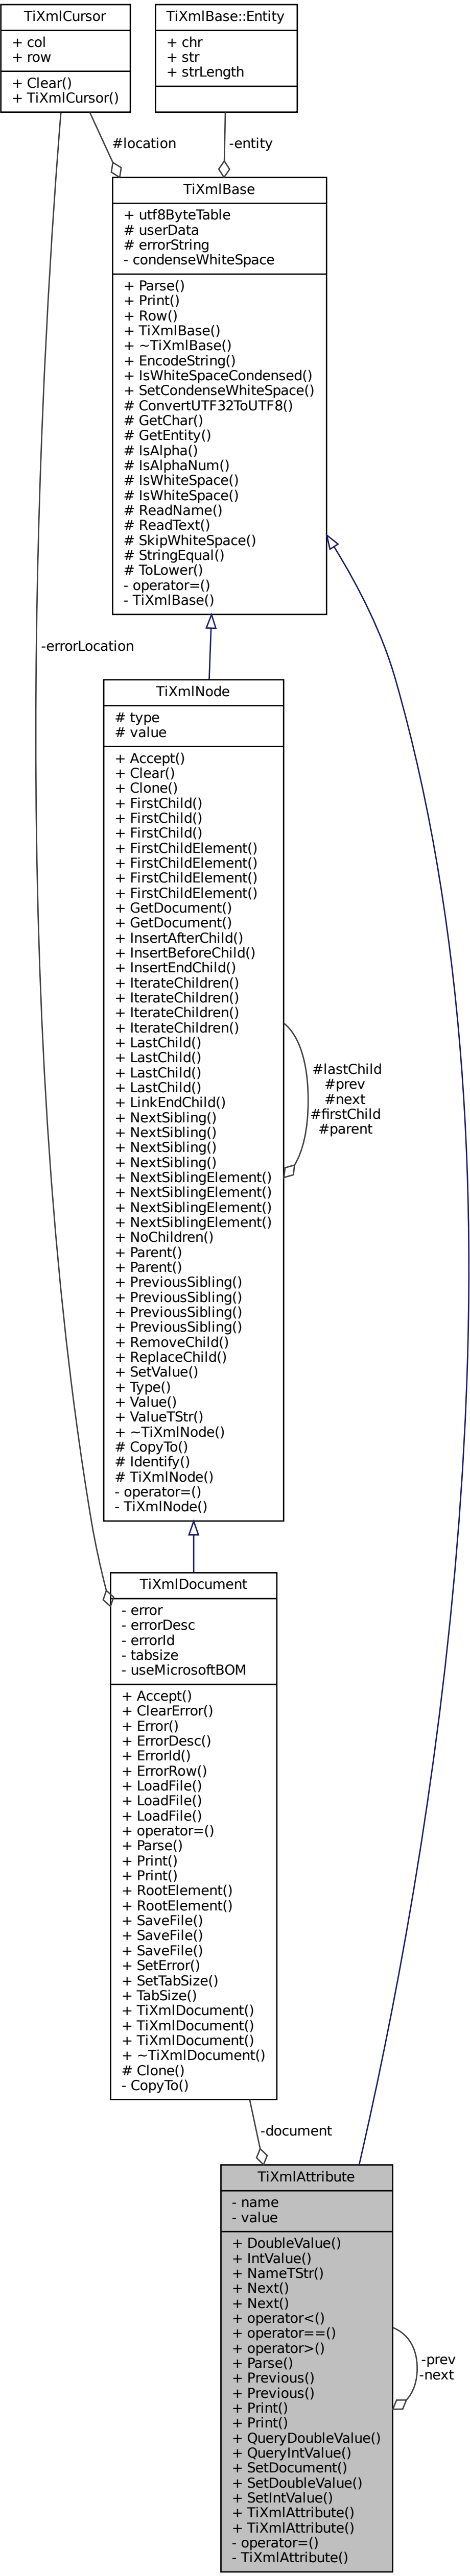 TiXmlCursor
+ col
+ row
+ Clear()
+ TiXmlCursor()
TiXmlBase::Entity
+ chr
+ str
+ strLength
#location
-entity
TiXmlBase
+ utf8ByteTable
# userData
# errorString
- condenseWhiteSpace
+ Parse()
+ Print()
+ Row()
+ TiXmlBase()
+ ~TiXmlBase()
+ EncodeString()
+ IsWhiteSpaceCondensed()
+ SetCondenseWhiteSpace()
# ConvertUTF32ToUTF8()
# GetChar()
# GetEntity()
# IsAlpha()
# IsAlphaNum()
# IsWhiteSpace()
# IsWhiteSpace()
# ReadName()
# ReadText()
# SkipWhiteSpace()
# StringEqual()
# ToLower()
- operator=()
- TiXmlBase()
-errorLocation
TiXmlNode
# type
# value
+ Accept()
+ Clear()
+ Clone()
+ FirstChild()
+ FirstChild()
+ FirstChild()
+ FirstChildElement()
+ FirstChildElement()
+ FirstChildElement()
+ FirstChildElement()
+ GetDocument()
+ GetDocument()
+ InsertAfterChild()
+ InsertBeforeChild()
+ InsertEndChild()
+ IterateChildren()
+ IterateChildren()
+ IterateChildren()
+ IterateChildren()
+ LastChild()
+ LastChild()
+ LastChild()
+ LastChild()
+ LinkEndChild()
+ NextSibling()
+ NextSibling()
+ NextSibling()
+ NextSibling()
+ NextSiblingElement()
+ NextSiblingElement()
+ NextSiblingElement()
+ NextSiblingElement()
+ NoChildren()
+ Parent()
+ Parent()
+ PreviousSibling()
+ PreviousSibling()
+ PreviousSibling()
+ PreviousSibling()
+ RemoveChild()
+ ReplaceChild()
+ SetValue()
+ Type()
+ Value()
+ ValueTStr()
+ ~TiXmlNode()
# CopyTo()
# Identify()
# TiXmlNode()
- operator=()
- TiXmlNode()
#lastChild
#prev
#next
#firstChild
#parent
TiXmlDocument
- error
- errorDesc
- errorId
- tabsize
- useMicrosoftBOM
+ Accept()
+ ClearError()
+ Error()
+ ErrorDesc()
+ ErrorId()
+ ErrorRow()
+ LoadFile()
+ LoadFile()
+ LoadFile()
+ operator=()
+ Parse()
+ Print()
+ Print()
+ RootElement()
+ RootElement()
+ SaveFile()
+ SaveFile()
+ SaveFile()
+ SetError()
+ SetTabSize()
+ TabSize()
+ TiXmlDocument()
+ TiXmlDocument()
+ TiXmlDocument()
+ ~TiXmlDocument()
# Clone()
- CopyTo()
-document
TiXmlAttribute
- name
- value
+ DoubleValue()
+ IntValue()
+ NameTStr()
+ Next()
+ Next()
+ operator<()
+ operator==()
+ operator>()
+ Parse()
+ Previous()
+ Previous()
+ Print()
+ Print()
+ QueryDoubleValue()
+ QueryIntValue()
+ SetDocument()
+ SetDoubleValue()
+ SetIntValue()
+ TiXmlAttribute()
+ TiXmlAttribute()
- operator=()
- TiXmlAttribute()
-prev
-next